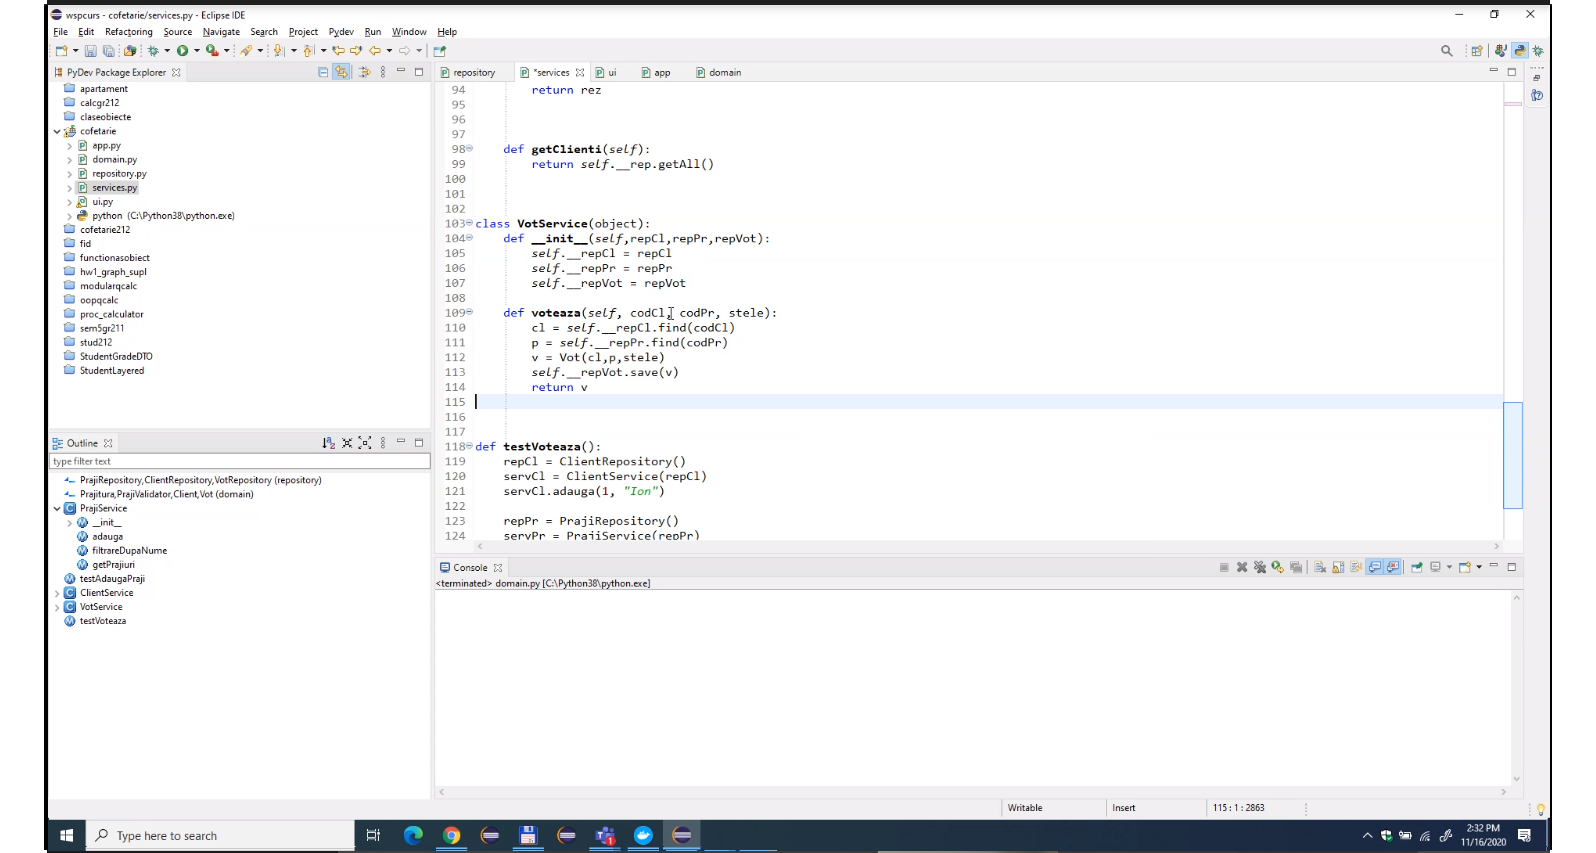 wspcurs - cofetarie/services.py - Eclipse IDE
File Edit Refactoring Source Navigate Search Project Pydev Run Window Help
PyDev Package Explorer
apartament
calcgr212
claseobiecte
cofetarie
app.py
domain.py
repository.py
services.py
ui.py
python (C:\Python38\python.exe)
cofetarie212
fid
functionasobiect
hw1_graph_supl
modularqcalc
oopqcalc
proc_calculator
sem5gr211
stud212
StudentGradeDTO
StudentLayered
Outline
type filter text
PrajiRepository,ClientRepository,VotRepository (repository)
Prajitura,PrajiValidator,Client,Vot (domain)
PrajiService
__init__
adauga
filtrareDupaNume
getPrajiuri
testAdaugaPraji
ClientService
VotService
testVoteaza
repository *services ui app domain
94 return rez
95
96
97
98 def getClienti(self):
99 return self.__rep.getAll()
100
101
102
103 class VotService(object):
104 def __init__(self,repCl,repPr,repVot):
105 self.__repCl = repCl
106 self.__repPr = repPr
107 self.__repVot = repVot
108
109 def voteaza(self, codCl, codPr, stele):
110 cl = self.__repCl.find(codCl)
111 p = self.__repPr.find(codPr)
112 v = Vot(cl,p,stele)
113 self.__repVot.save(v)
114 return v
115
116
117
118 def testVoteaza():
119 repCl = ClientRepository()
120 servCl = ClientService(repCl)
121 servCl.adauga(1, "Ion")
122
123 repPr = PrajiRepository()
124 servPr = PrajiService(repPr)
Console
<terminated> domain.py [C:\Python38\python.exe]
Writable Insert 115 : 1 : 2863
Type here to search
2:32 PM
11/16/2020